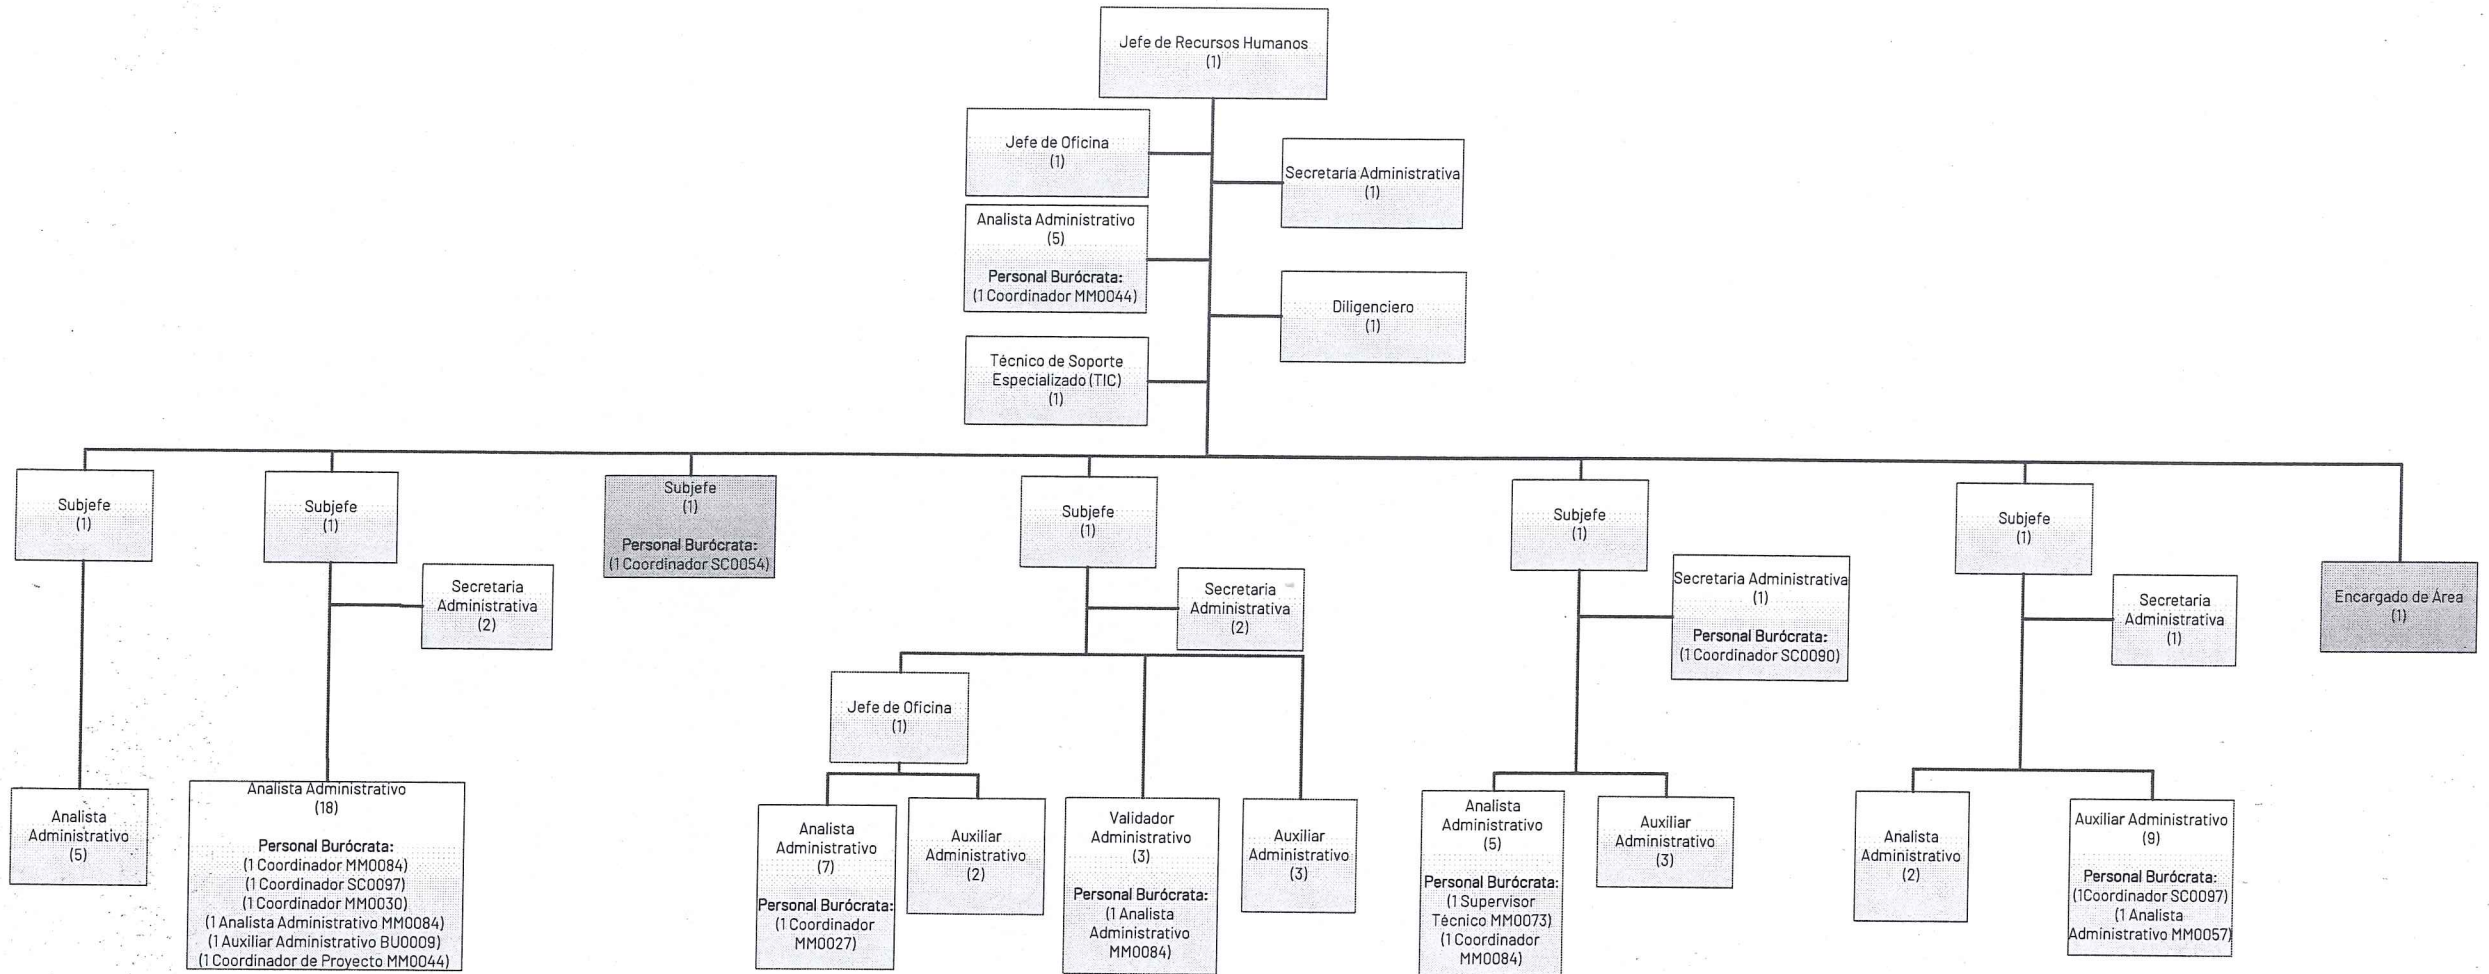 Jefe de Recursos Humanos
(1)
Jefe de Oficina
(1)
Secretaría Administrativa
(1)
Analista Administrativo
(5)
Personal Burócrata:
(1 Coordinador MM0044)
Diligenciero
(1)
Técnico de Soporte
Especializado (TIC)
(1)
Subjefe
(1)
Subjefe
(1)
Subjefe
(1)
Personal Burócrata:
(1 Coordinador SC0054)
Subjefe
(1)
Subjefe
(1)
Subjefe
(1)
Encargado de Área
(1)
Secretaria
Administrativa
(2)
Secretaria
Administrativa
(2)
Secretaria Administrativa
(1)
Personal Burócrata:
(1 Coordinador SC0090)
Secretaria
Administrativa
(1)
Jefe de Oficina
(1)
Analista
Administrativo
(5)
Analista Administrativo
(18)
Personal Burócrata:
(1 Coordinador MM0084)
(1 Coordinador SC0097)
(1 Coordinador MM0030)
(1 Analista Administrativo MM0084)
(1 Auxiliar Administrativo BU0009)
(1 Coordinador de Proyecto MM0044)
Analista
Administrativo
(7)
Personal Burócrata:
(1 Coordinador
MM0027)
Auxiliar
Administrativo
(2)
Validador
Administrativo
(3)
Personal Burócrata:
(1 Analista
Administrativo
MM0084)
Auxiliar
Administrativo
(3)
Analista
Administrativo
(5)
Personal Burócrata:
(1 Supervisor
Técnico MM0073)
(1 Coordinador
MM0084)
Auxiliar
Administrativo
(3)
Analista
Administrativo
(2)
Auxiliar Administrativo
(9)
Personal Burócrata:
(1Coordinador SC0097)
(1 Analista
Administrativo MM0057)